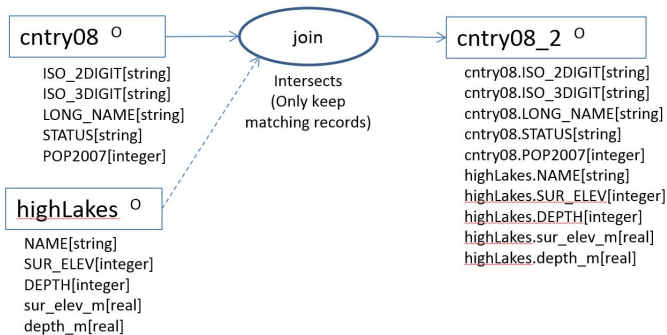 cntry08 O
ISO_2DIGIT[string]
ISO_3DIGIT[string]
LONG_NAME[string]
STATUS[string]
POP2007[integer]
join
Intersects
(Only keep
matching records)
cntry08_2 O
cntry08.ISO_2DIGIT[string]
cntry08.ISO_3DIGIT[string]
cntry08.LONG_NAME[string]
cntry08.STATUS[string]
cntry08.POP2007[integer]
highLakes.NAME[string]
highLakes.SUR_ELEV[integer]
highLakes.DEPTH[integer]
highLakes.sur_elev_m[real]
highLakes.depth_m[real]
highLakes O
NAME[string]
SUR_ELEV[integer]
DEPTH[integer]
sur_elev_m[real]
depth_m[real]